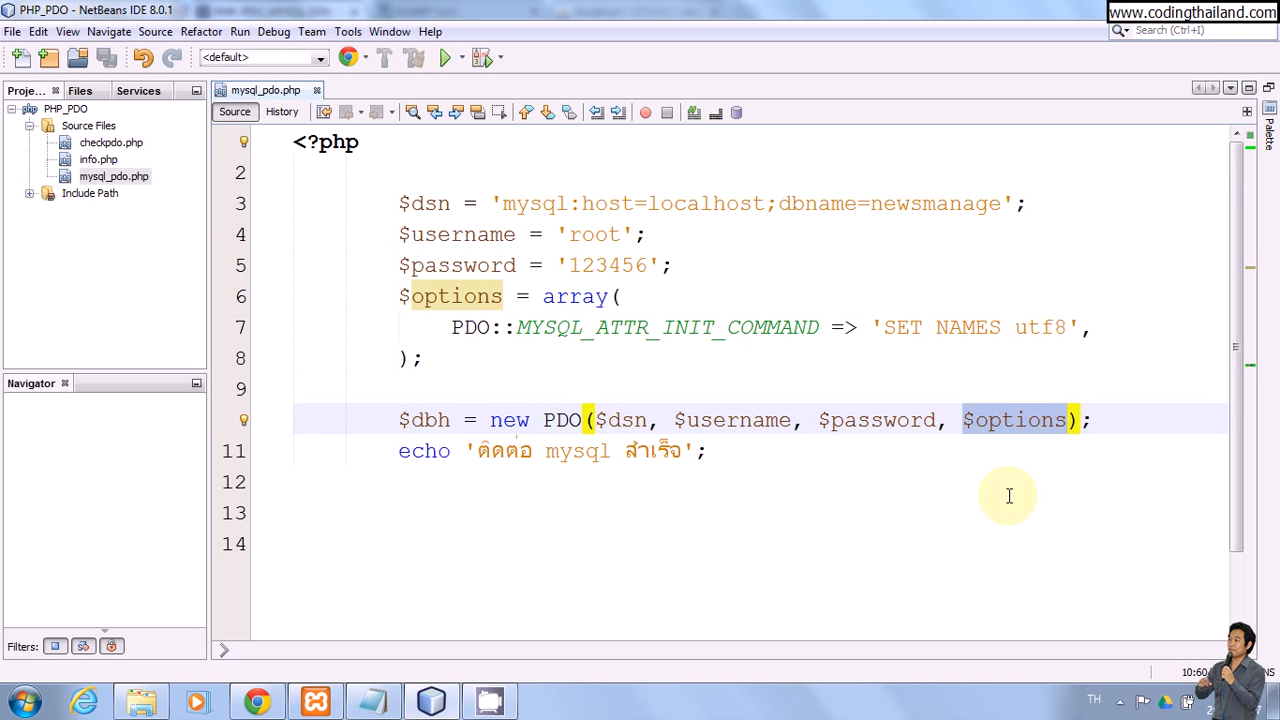 PHP_PDO - NetBeans IDE 8.0.1
www.codingthailand.com
File Edit View Navigate Source Refactor Run Debug Team Tools Window Help
Search (Ctrl+I)
<default>
Proje... Files Services
mysql_pdo.php
PHP_PDO
Source History
Palette
Source Files
checkpdo.php
info.php
mysql_pdo.php
Include Path
<?php
2
3 $dsn = 'mysql:host=localhost;dbname=newsmanage';
4 $username = 'root';
5 $password = '123456';
6 $options = array(
7 PDO::MYSQL_ATTR_INIT_COMMAND => 'SET NAMES utf8',
8 );
9
$dbh = new PDO($dsn, $username, $password, $options);
11 echo 'ติดต่อ mysql สำเร็จ';
12
13
14
Navigator
Filters:
10:60
TH